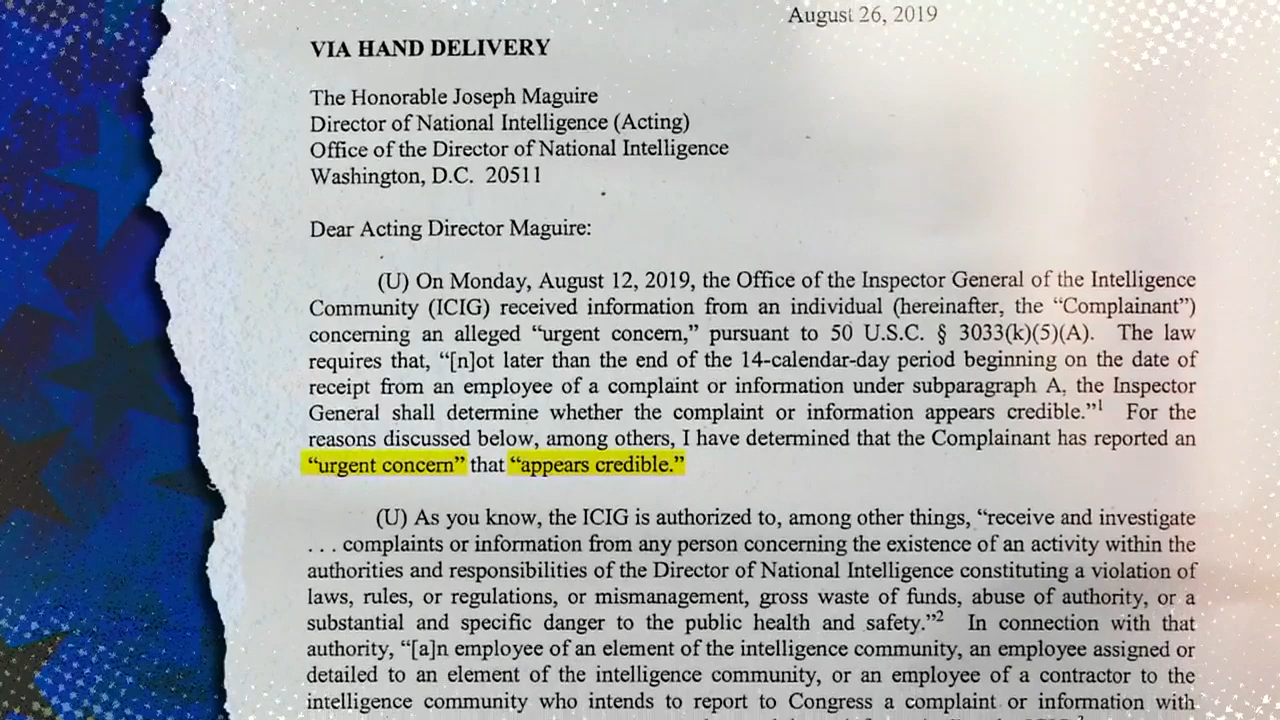 August 26, 2019
VIA HAND DELIVERY
The Honorable Joseph Maguire
Director of National Intelligence (Acting)
Office of the Director of National Intelligence
Washington, D.C. 20511
Dear Acting Director Maguire:
(U) On Monday, August 12, 2019, the Office of the Inspector General of the Intelligence
Community (ICIG) received information from an individual (hereinafter, the “Complainant”)
concerning an alleged “urgent concern,” pursuant to 50 U.S.C. § 3033(k)(5)(A). The law
requires that, “[n]ot later than the end of the 14-calendar-day period beginning on the date of
receipt from an employee of a complaint or information under subparagraph A, the Inspector
General shall determine whether the complaint or information appears credible.”1 For the
reasons discussed below, among others, I have determined that the Complainant has reported an
“urgent concern” that “appears credible.”
(U) As you know, the ICIG is authorized to, among other things, “receive and investigate
. . . complaints or information from any person concerning the existence of an activity within the
authorities and responsibilities of the Director of National Intelligence constituting a violation of
laws, rules, or regulations, or mismanagement, gross waste of funds, abuse of authority, or a
substantial and specific danger to the public health and safety.”2 In connection with that
authority, “[a]n employee of an element of the intelligence community, an employee assigned or
detailed to an element of the intelligence community, or an employee of a contractor to the
intelligence community who intends to report to Congress a complaint or information with